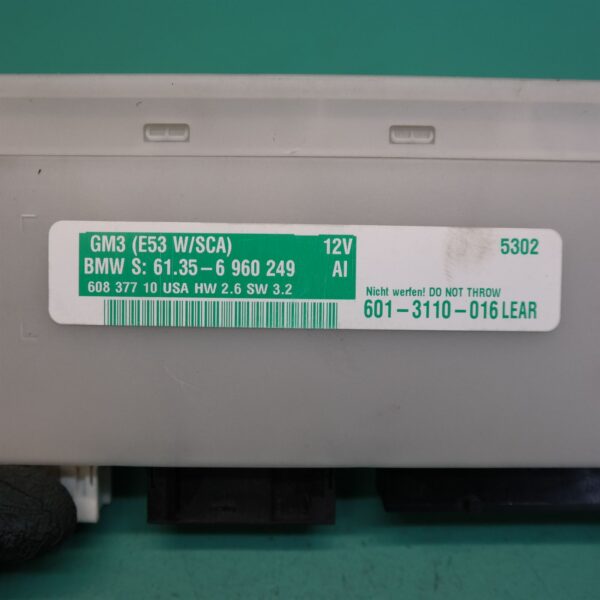 GM3 (E53 W/SCA) 12V
BMW S: 61.35-6 960 249 AI
608 377 10 USA HW 2.6 SW 3.2
5302
Nicht werfen! DO NOT THROW
601-3110-016 LEAR